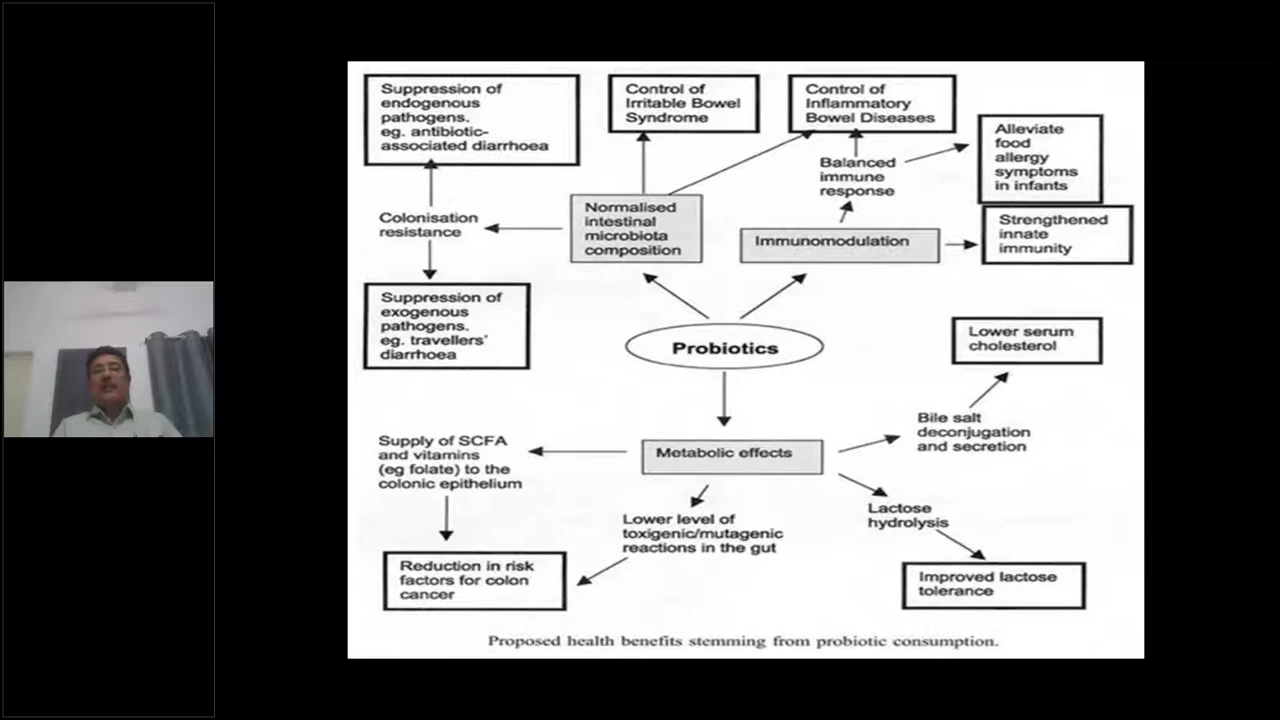 Suppression of
endogenous
pathogens.
eg. antibiotic-
associated diarrhoea
Control of
Irritable Bowel
Syndrome
Control of
Inflammatory
Bowel Diseases
Alleviate
food
allergy
symptoms
in infants
Balanced
immune
response
Colonisation
resistance
Normalised
intestinal
microbiota
composition
Immunomodulation
Strengthened
innate
immunity
Suppression of
exogenous
pathogens.
eg. travellers'
diarrhoea
Probiotics
Lower serum
cholesterol
Bile salt
deconjugation
and secretion
Supply of SCFA
and vitamins
(eg folate) to the
colonic epithelium
Metabolic effects
Lactose
hydrolysis
Lower level of
toxigenic/mutagenic
reactions in the gut
Reduction in risk
factors for colon
cancer
Improved lactose
tolerance
Proposed health benefits stemming from probiotic consumption.